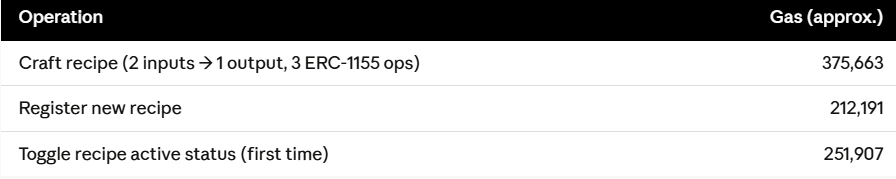 Operation Gas (approx.)
Craft recipe (2 inputs → 1 output, 3 ERC-1155 ops) 375,663
Register new recipe 212,191
Toggle recipe active status (first time) 251,907